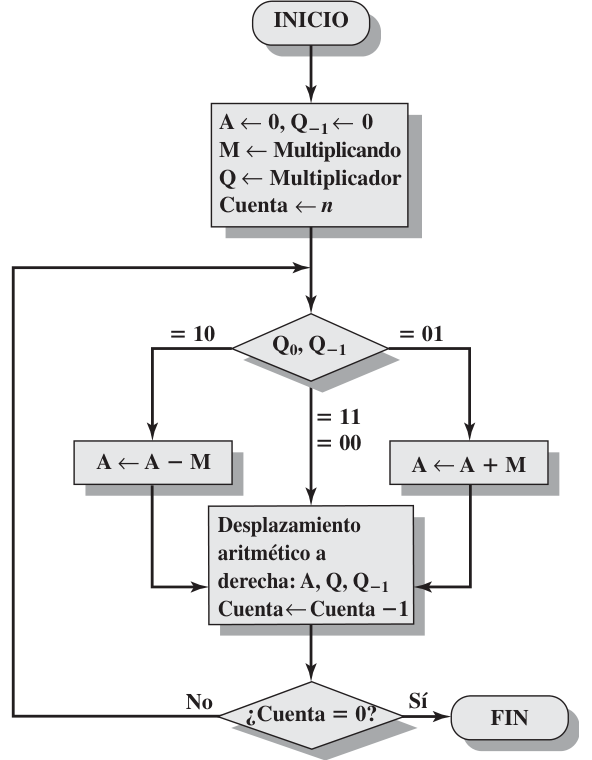 INICIO
A ← 0, Q₋₁ ← 0
M ← Multiplicando
Q ← Multiplicador
Cuenta ← n
= 10
Q₀, Q₋₁
= 01
= 11
= 00
A ← A − M
A ← A + M
Desplazamiento
aritmético a
derecha: A, Q, Q₋₁
Cuenta ← Cuenta −1
No
¿Cuenta = 0?
Sí
FIN